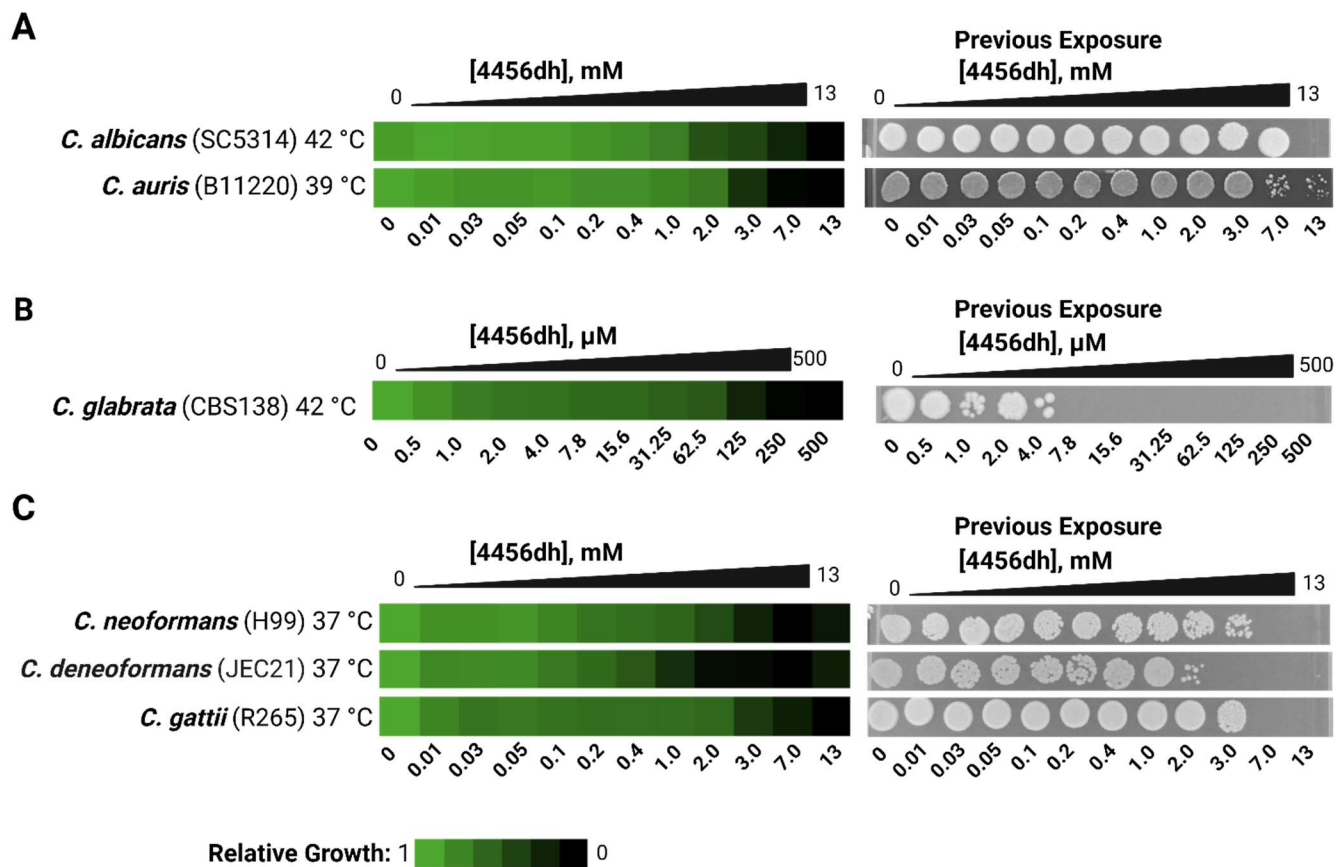 A
[4456dh], mM
0
13
Previous Exposure
[4456dh], mM
0
13
C. albicans (SC5314) 42 °C
C. auris (B11220) 39 °C
0 0.01 0.03 0.05 0.1 0.2 0.4 1.0 2.0 3.0 7.0 13
0 0.01 0.03 0.05 0.1 0.2 0.4 1.0 2.0 3.0 7.0 13
B
[4456dh], µM
0
500
Previous Exposure
[4456dh], µM
0
500
C. glabrata (CBS138) 42 °C
0 0.5 1.0 2.0 4.0 7.8 15.6 31.25 62.5 125 250 500
0 0.5 1.0 2.0 4.0 7.8 15.6 31.25 62.5 125 250 500
C
[4456dh], mM
0
13
Previous Exposure
[4456dh], mM
0
13
C. neoformans (H99) 37 °C
C. deneoformans (JEC21) 37 °C
C. gattii (R265) 37 °C
0 0.01 0.03 0.05 0.1 0.2 0.4 1.0 2.0 3.0 7.0 13
0 0.01 0.03 0.05 0.1 0.2 0.4 1.0 2.0 3.0 7.0 13
Relative Growth: 1 0